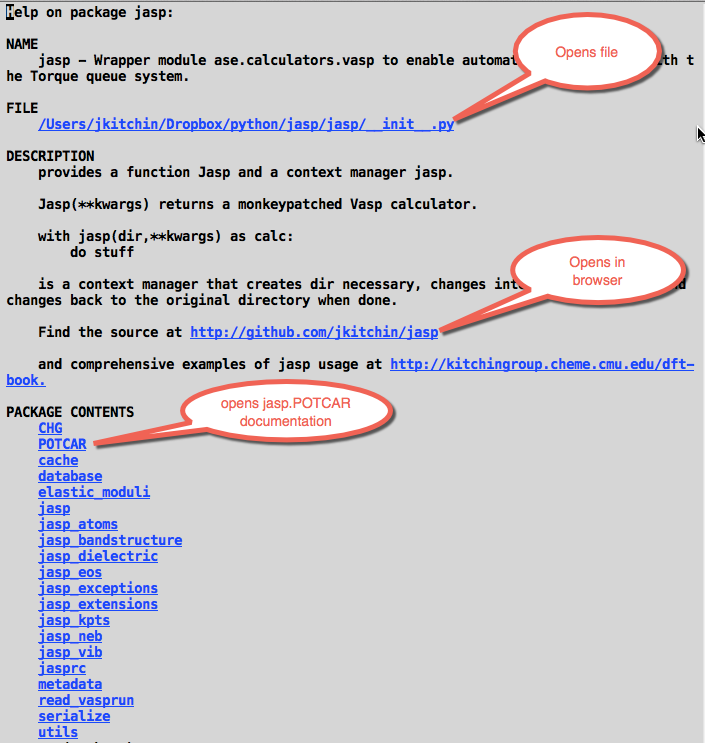 Help on package jasp:
NAME
jasp - Wrapper module ase.calculators.vasp to enable automat
Opens file
th t
he Torque queue system.
FILE
/Users/jkitchin/Dropbox/python/jasp/jasp/__init__.py
DESCRIPTION
provides a function Jasp and a context manager jasp.
Jasp(**kwargs) returns a monkeypatched Vasp calculator.
with jasp(dir,**kwargs) as calc:
do stuff
Opens in
browser
is a context manager that creates dir necessary, changes int
changes back to the original directory when done.
Find the source at http://github.com/jkitchin/jasp
and comprehensive examples of jasp usage at http://kitchingroup.cheme.cmu.edu/dft-
book.
opens jasp.POTCAR
documentation
PACKAGE CONTENTS
CHG
POTCAR
cache
database
elastic_moduli
jasp
jasp_atoms
jasp_bandstructure
jasp_dielectric
jasp_eos
jasp_exceptions
jasp_extensions
jasp_kpts
jasp_neb
jasp_vib
jasprc
metadata
read_vasprun
serialize
utils